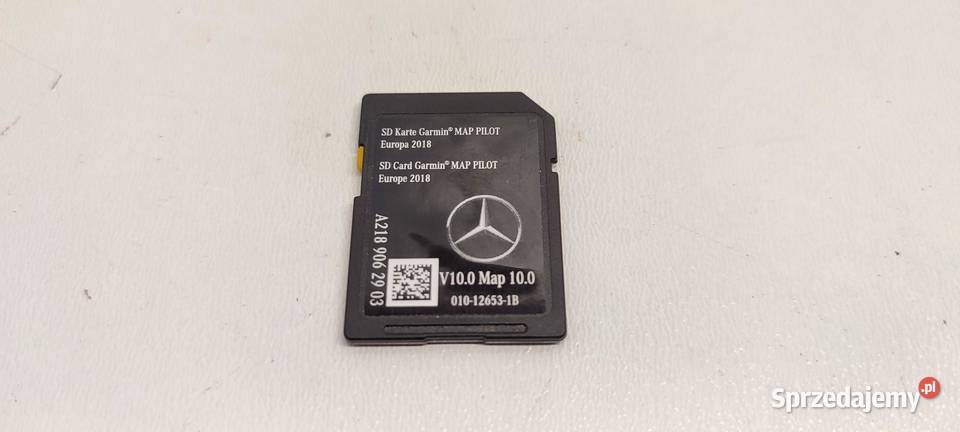 SD Karte Garmin® MAP PILOT
Europa 2018
SD Card Garmin® MAP PILOT
Europe 2018
A218 906 29 03
V10.0 Map 10.0
010-12653-1B
Sprzedajemy.pl